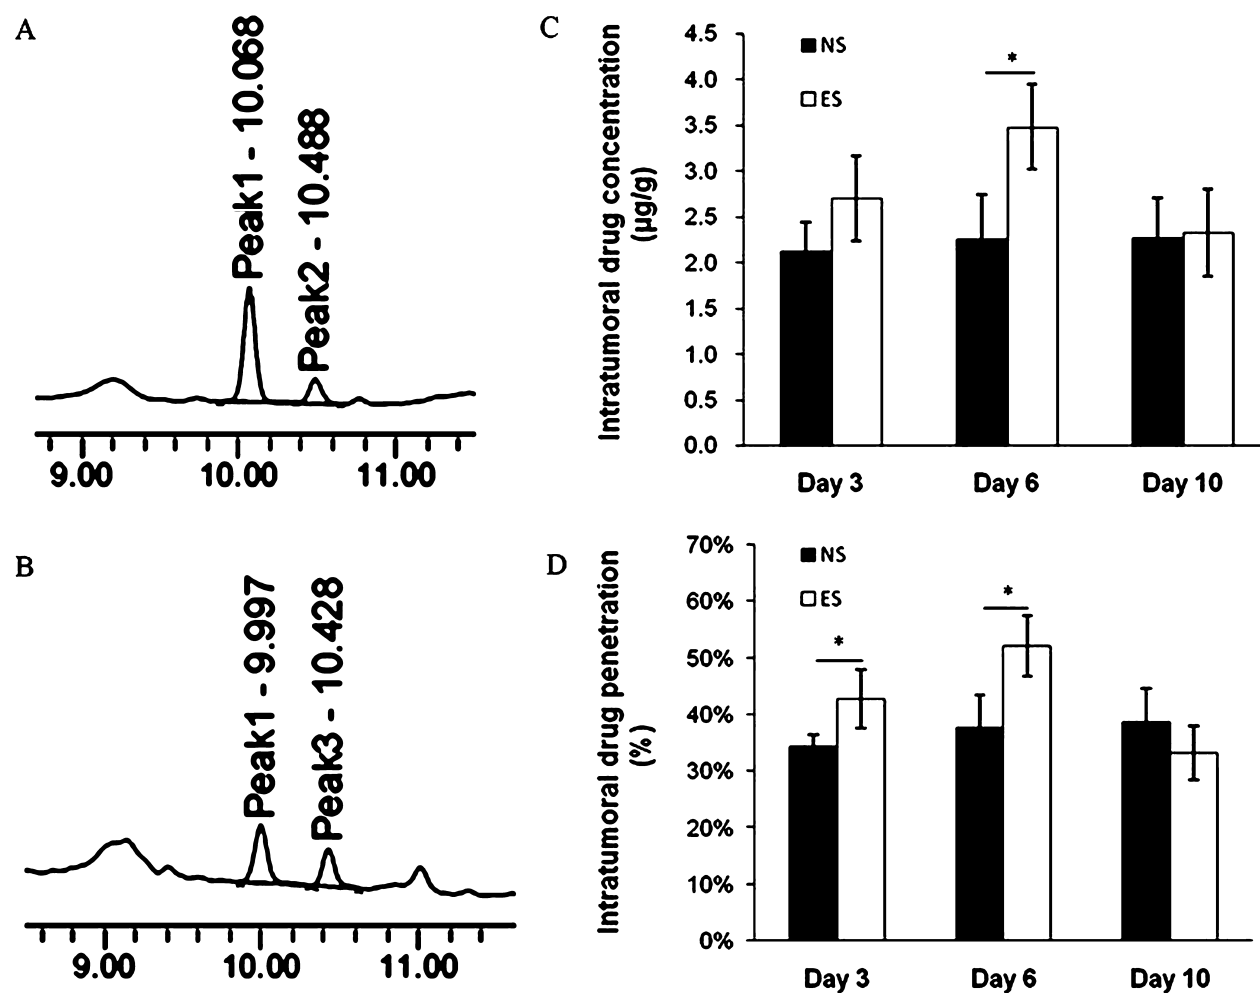 A
Peak1 - 10.068
Peak2 - 10.488
9.00 10.00 11.00
B
Peak1 - 9.997
Peak3 - 10.428
9.00 10.00 11.00
C
Intratumoral drug concentration
(μg/g)
4.5
4.0
3.5
3.0
2.5
2.0
1.5
1.0
0.5
0.0
NS
ES
*
Day 3 Day 6 Day 10
D
Intratumoral drug penetration
(%)
70%
60%
50%
40%
30%
20%
10%
0%
NS
ES
*
*
Day 3 Day 6 Day 10